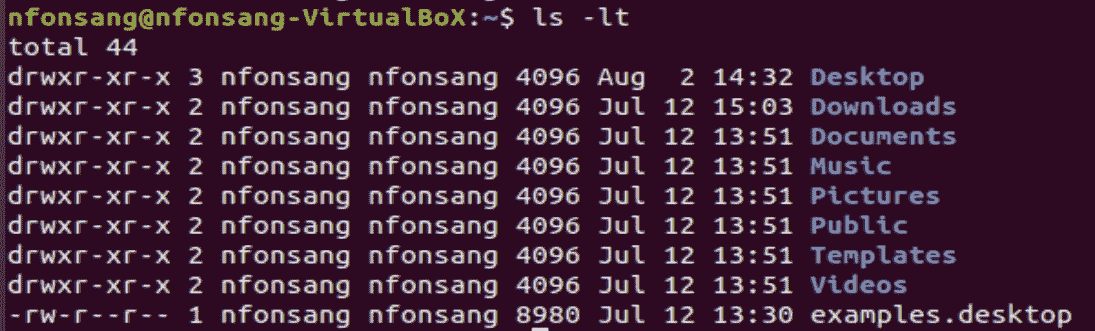 nfonsang@nfonsang-VirtualBoX:~$ ls -lt
total 44
drwxr-xr-x 3 nfonsang nfonsang 4096 Aug  2 14:32 Desktop
drwxr-xr-x 2 nfonsang nfonsang 4096 Jul 12 15:03 Downloads
drwxr-xr-x 2 nfonsang nfonsang 4096 Jul 12 13:51 Documents
drwxr-xr-x 2 nfonsang nfonsang 4096 Jul 12 13:51 Music
drwxr-xr-x 2 nfonsang nfonsang 4096 Jul 12 13:51 Pictures
drwxr-xr-x 2 nfonsang nfonsang 4096 Jul 12 13:51 Public
drwxr-xr-x 2 nfonsang nfonsang 4096 Jul 12 13:51 Templates
drwxr-xr-x 2 nfonsang nfonsang 4096 Jul 12 13:51 Videos
-rw-r--r-- 1 nfonsang nfonsang 8980 Jul 12 13:30 examples.desktop